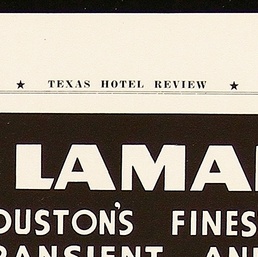 ★ TEXAS HOTEL REVIEW ★
LAMA
OUSTON'S FINES
RANSIENT AN